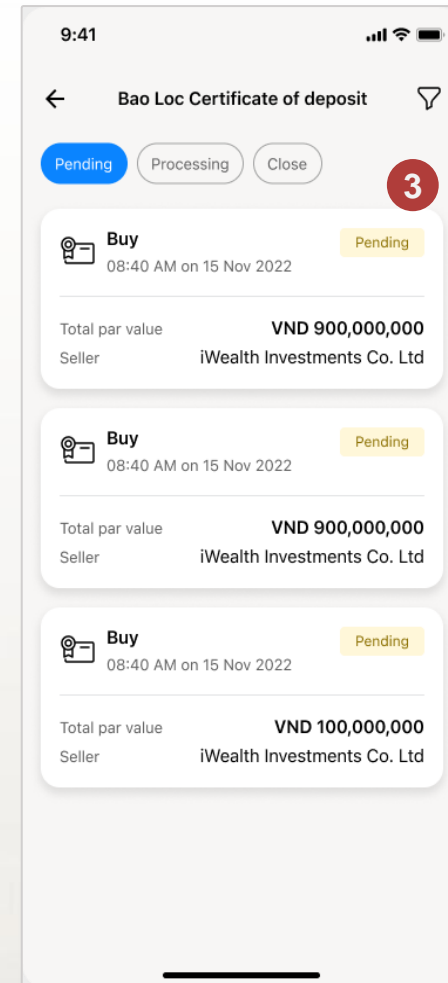 9:41
Bao Loc Certificate of deposit
Pending Processing Close
3
Buy Pending
08:40 AM on 15 Nov 2022
Total par value VND 900,000,000
Seller iWealth Investments Co. Ltd
Buy Pending
08:40 AM on 15 Nov 2022
Total par value VND 900,000,000
Seller iWealth Investments Co. Ltd
Buy Pending
08:40 AM on 15 Nov 2022
Total par value VND 100,000,000
Seller iWealth Investments Co. Ltd